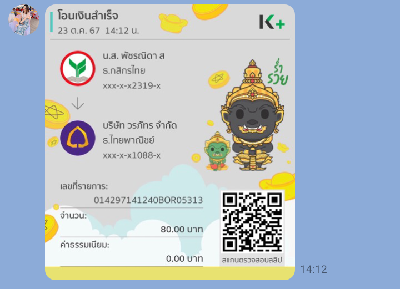 โอนเงินสำเร็จ
23 ต.ค. 67 14:12 น.
K+
น.ส. พัชรณิดา ส
ธ.กสิกรไทย
xxx-x-x2319-x
ร่ำ
รวย
บริษัท วรภัทร จำกัด
ธ.ไทยพาณิชย์
xxx-x-x1088-x
เลขที่รายการ:
014297141240BOR05313
จำนวน:
80.00 บาท
ค่าธรรมเนียม:
0.00 บาท
สแกนตรวจสอบสลิป
14:12